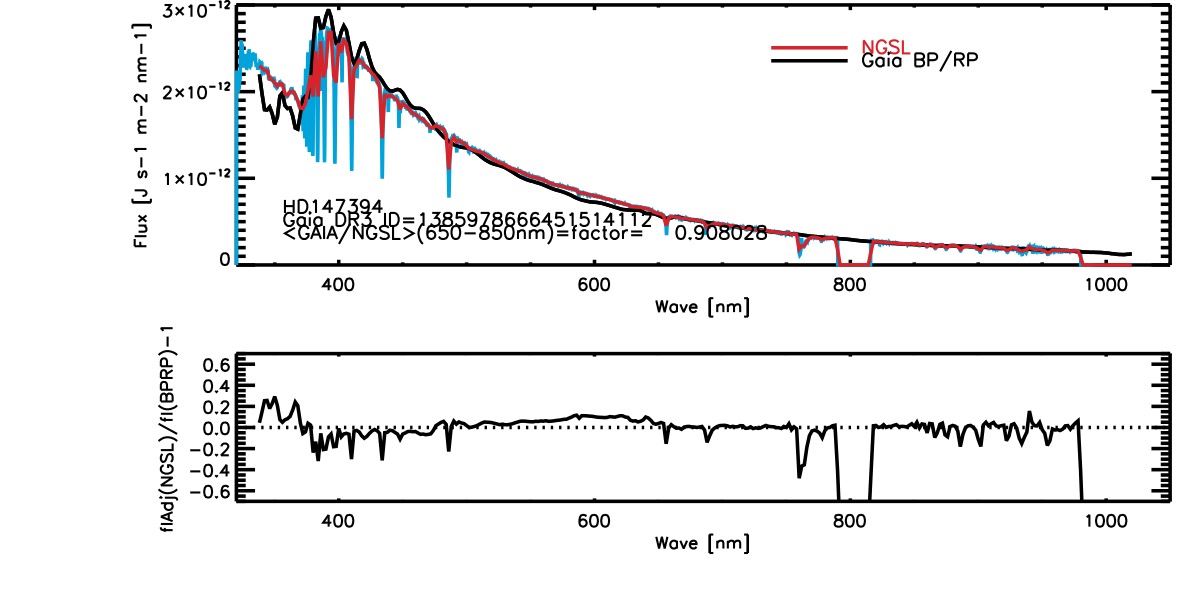 3×10⁻¹²
2×10⁻¹²
1×10⁻¹²
0
Flux [J s−1 m−2 nm−1]
NGSL
Gaia BP/RP
HD147394
Gaia DR3 ID=1385978666451514112
<GAIA/NGSL>(650−850nm)=factor= 0.908028
400 600 800 1000
Wave [nm]
flAdj(NGSL)/fl(BPRP)−1
0.6
0.4
0.2
0.0
−0.2
−0.4
−0.6
400 600 800 1000
Wave [nm]